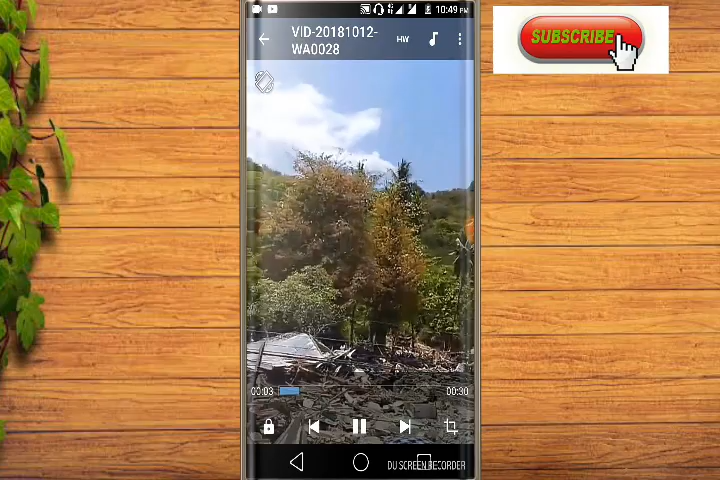 10:49 PM
VID-20181012-
WA0028
HW
SUBSCRIBE
00:03
00:30
DU SCREEN RECORDER